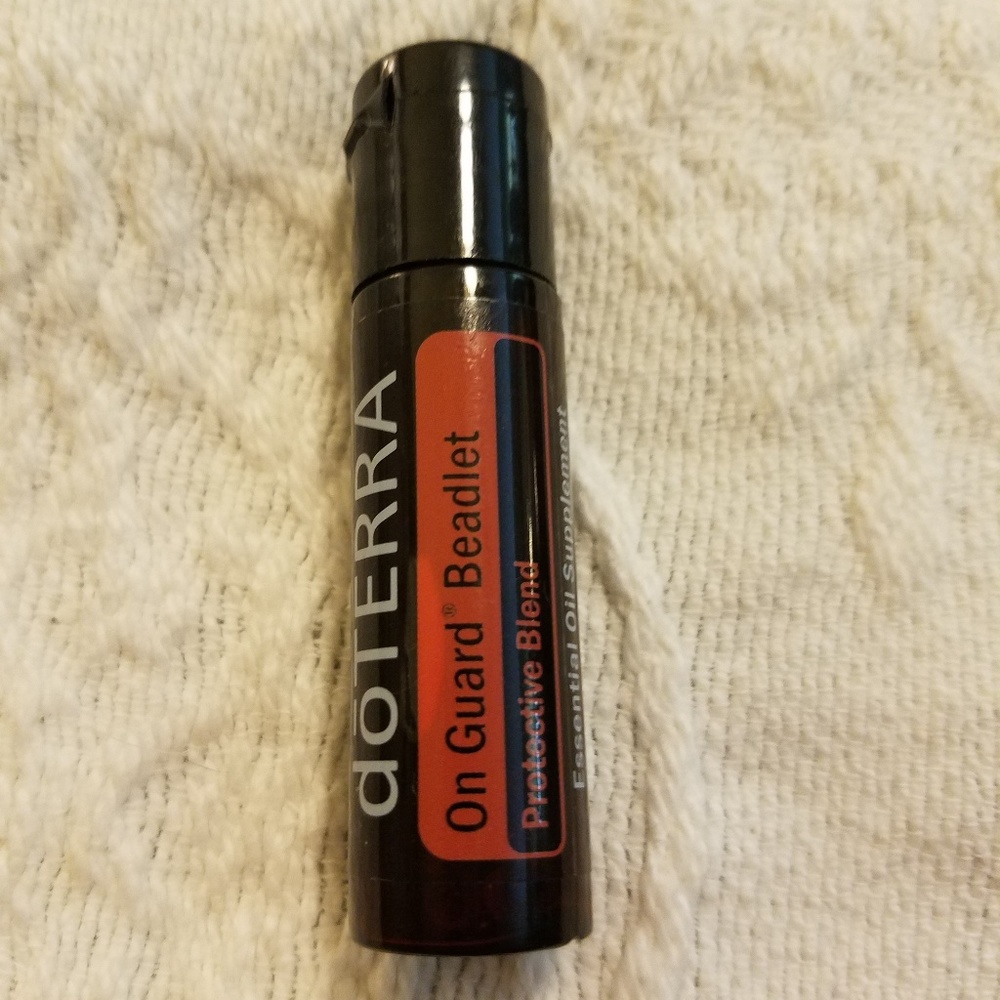 dōTERRA
On Guard® Beadlet
Protective Blend
Essential Oil Supplement